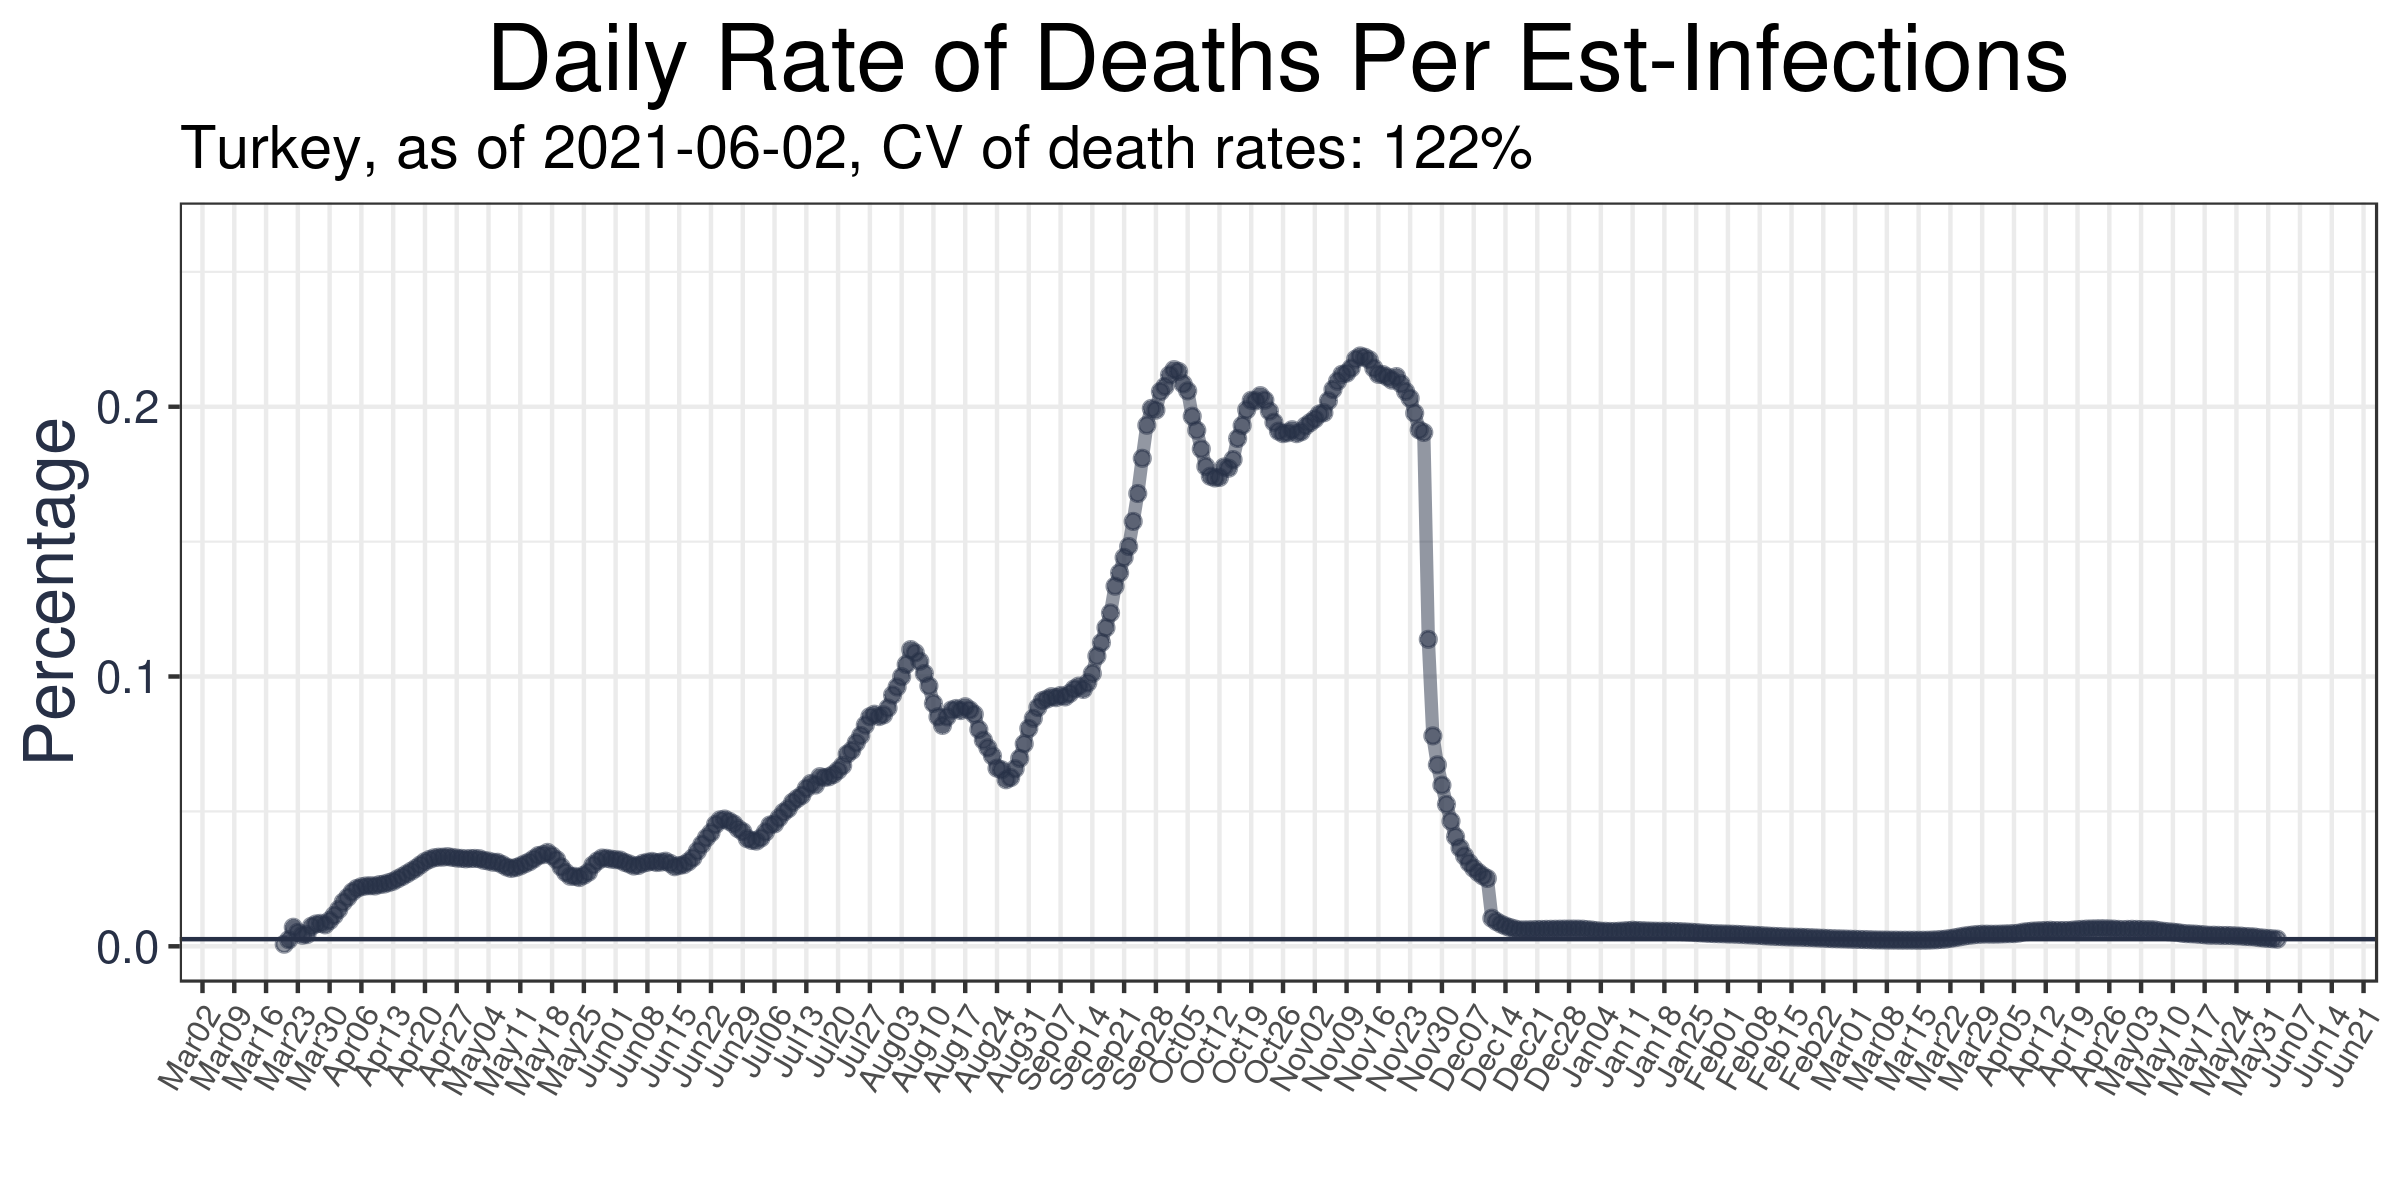 Daily Rate of Deaths Per Est-Infections
Turkey, as of 2021-06-02, CV of death rates: 122%
Percentage
0.2
0.1
0.0
Mar02
Mar09
Mar16
Mar23
Mar30
Apr06
Apr13
Apr20
Apr27
May04
May11
May18
May25
Jun01
Jun08
Jun15
Jun22
Jun29
Jul06
Jul13
Jul20
Jul27
Aug03
Aug10
Aug17
Aug24
Aug31
Sep07
Sep14
Sep21
Sep28
Oct05
Oct12
Oct19
Oct26
Nov02
Nov09
Nov16
Nov23
Nov30
Dec07
Dec14
Dec21
Dec28
Jan04
Jan11
Jan18
Jan25
Feb01
Feb08
Feb15
Feb22
Mar01
Mar08
Mar15
Mar22
Mar29
Apr05
Apr12
Apr19
Apr26
May03
May10
May17
May24
May31
Jun07
Jun14
Jun21